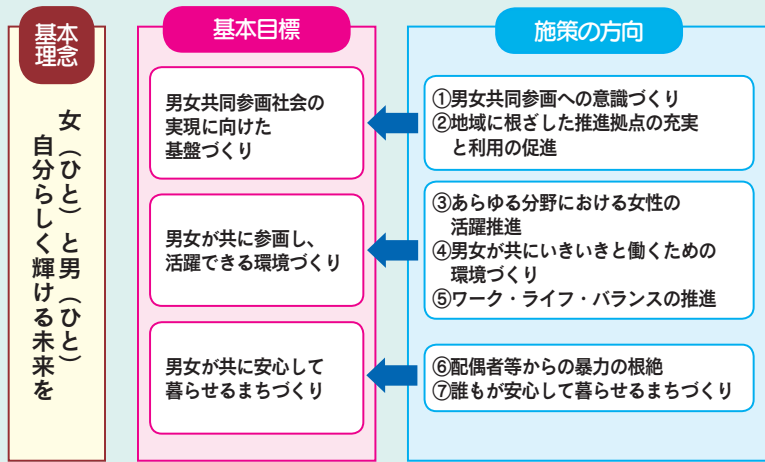 基本
理念
女（ひと）と男（ひと）
自分らしく輝ける未来を
基本目標
男女共同参画社会の
実現に向けた
基盤づくり
男女が共に参画し、
活躍できる環境づくり
男女が共に安心して
暮らせるまちづくり
施策の方向
①男女共同参画への意識づくり
②地域に根ざした推進拠点の充実
と利用の促進
③あらゆる分野における女性の
活躍推進
④男女が共にいきいきと働くための
環境づくり
⑤ワーク・ライフ・バランスの推進
⑥配偶者等からの暴力の根絶
⑦誰もが安心して暮らせるまちづくり